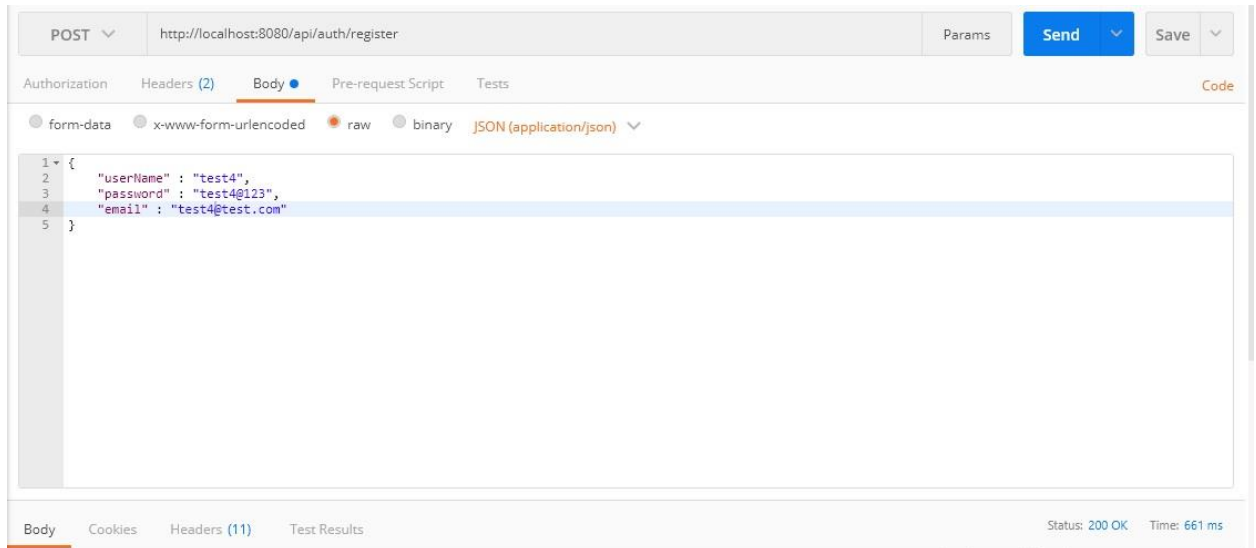 POST http://localhost:8080/api/auth/register Params Send Save
Authorization Headers (2) Body Pre-request Script Tests Code
form-data x-www-form-urlencoded raw binary JSON (application/json)
1 {
2 "userName" : "test4",
3 "password" : "test4@123",
4 "email" : "test4@test.com"
5 }
Body Cookies Headers (11) Test Results Status: 200 OK Time: 661 ms